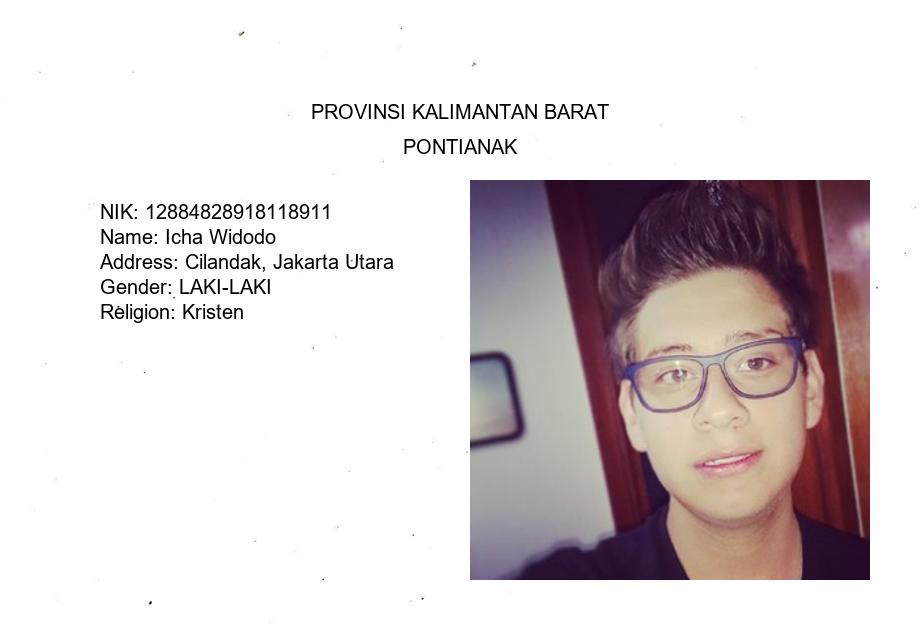 PROVINSI KALIMANTAN BARAT
PONTIANAK
NIK: 12884828918118911
Name: Icha Widodo
Address: Cilandak, Jakarta Utara
Gender: LAKI-LAKI
Religion: Kristen